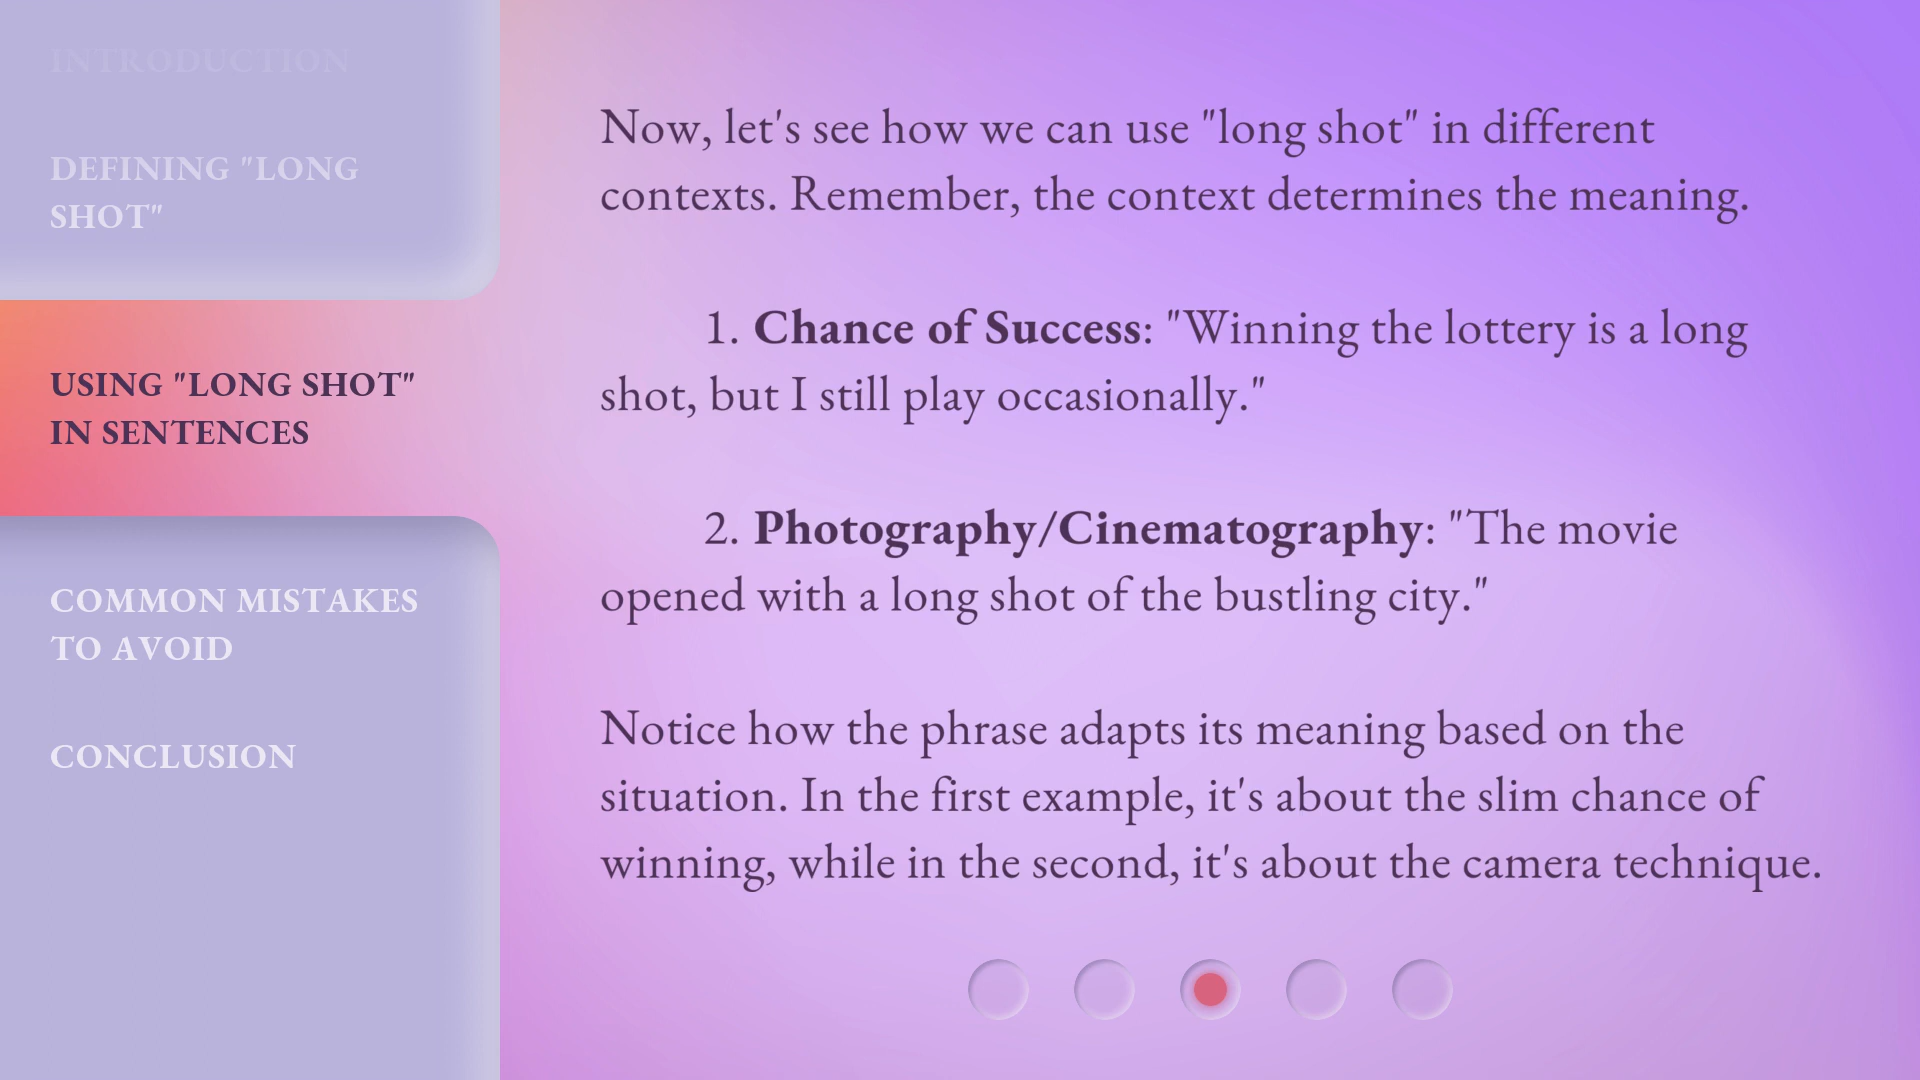 INTRODUCTION
DEFINING "LONG
SHOT"
USING "LONG SHOT"
IN SENTENCES
COMMON MISTAKES
TO AVOID
CONCLUSION
Now, let's see how we can use "long shot" in different
contexts. Remember, the context determines the meaning.
1. Chance of Success: "Winning the lottery is a long
shot, but I still play occasionally."
2. Photography/Cinematography: "The movie
opened with a long shot of the bustling city."
Notice how the phrase adapts its meaning based on the
situation. In the first example, it's about the slim chance of
winning, while in the second, it's about the camera technique.